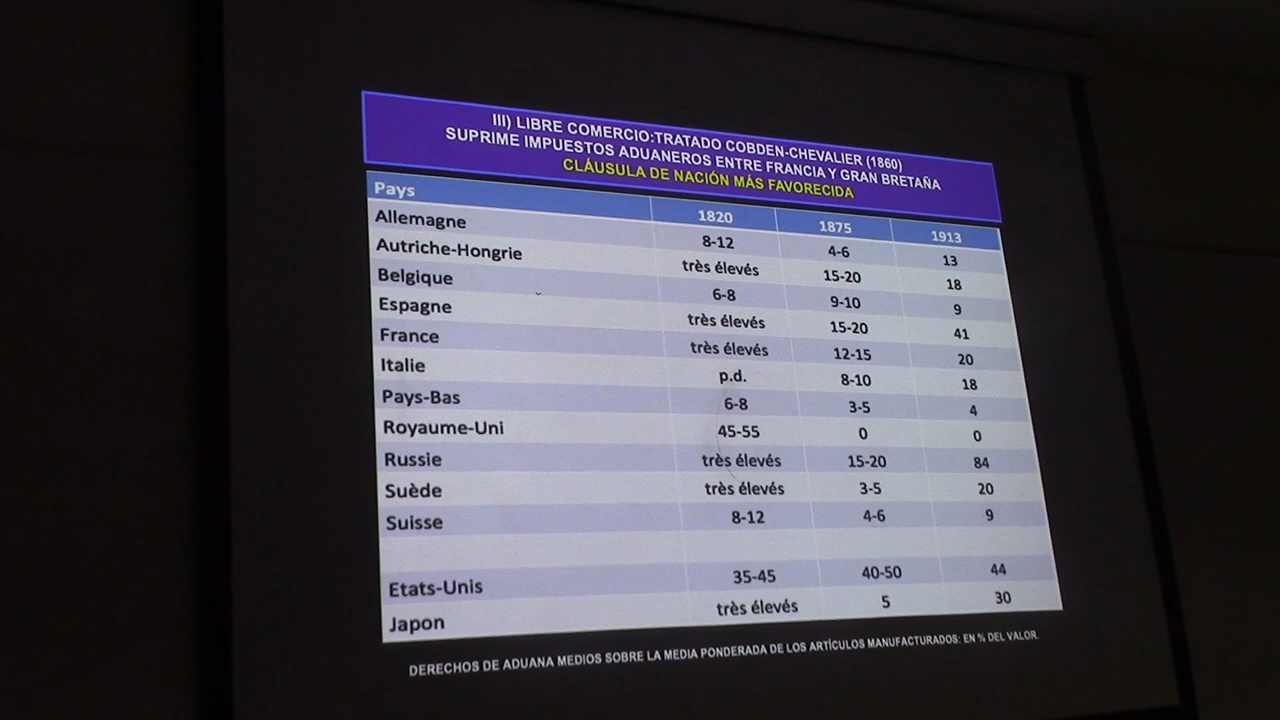 III) LIBRE COMERCIO:TRATADO COBDEN-CHEVALIER (1860)
SUPRIME IMPUESTOS ADUANEROS ENTRE FRANCIA Y GRAN BRETAÑA
CLÁUSULA DE NACIÓN MÁS FAVORECIDA
Pays 1820 1875 1913
Allemagne 8-12 4-6 13
Autriche-Hongrie très élevés 15-20 18
Belgique 6-8 9-10 9
Espagne très élevés 15-20 41
France très élevés 12-15 20
Italie p.d. 8-10 18
Pays-Bas 6-8 3-5 4
Royaume-Uni 45-55 0 0
Russie très élevés 15-20 84
Suède très élevés 3-5 20
Suisse 8-12 4-6 9
Etats-Unis 35-45 40-50 44
Japon très élevés 5 30
DERECHOS DE ADUANA MEDIOS SOBRE LA MEDIA PONDERADA DE LOS ARTÍCULOS MANUFACTURADOS: EN % DEL VALOR.